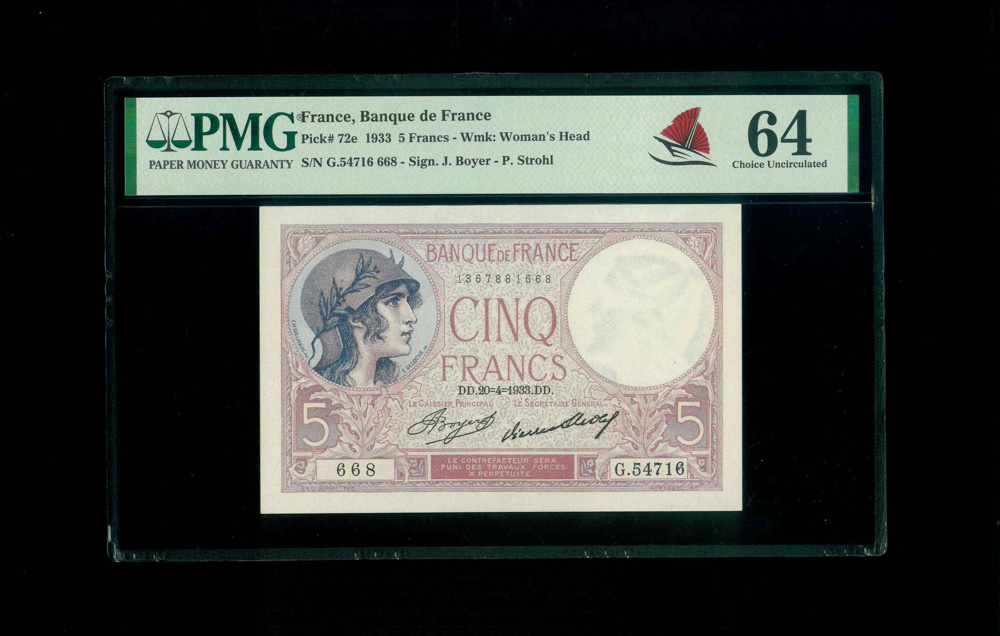 PMG
PAPER MONEY GUARANTY
France, Banque de France
Pick# 72e 1933 5 Francs - Wmk: Woman's Head
S/N G.54716 668 - Sign. J. Boyer - P. Strohl
64
Choice Uncirculated
BANQUE DE FRANCE
1367881668
CINQ
FRANCS
DD.20=4=1933.DD.
LE CAISSIER PRINCIPAL LE SECRÉTAIRE GÉNÉRAL
5 5
668
LE CONTREFACTEUR SERA
PUNI DES TRAVAUX FORCÉS
A PERPÉTUITÉ
G.54716